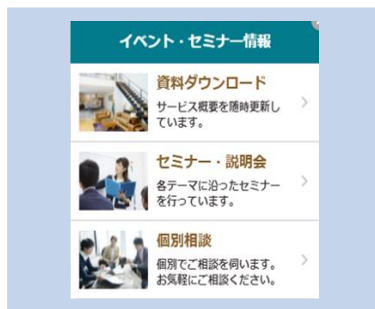 イベント・セミナー情報
資料ダウンロード
サービス概要を随時更新し
ています。
セミナー・説明会
各テーマに沿ったセミナー
を行っています。
個別相談
個別でご相談を伺います。
お気軽にご相談ください。